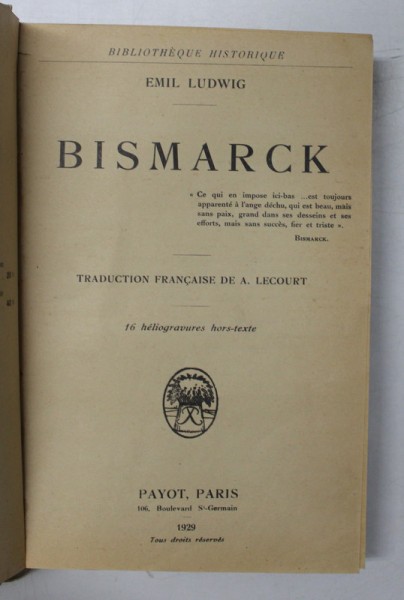 BIBLIOTHÈQUE HISTORIQUE
EMIL LUDWIG
BISMARCK
« Ce qui en impose ici-bas ...est toujours
apparenté à l'ange déchu, qui est beau, mais
sans paix, grand dans ses desseins et ses
efforts, mais sans succès, fier et triste ».
BISMARCK.
TRADUCTION FRANÇAISE DE A. LECOURT
16 héliogravures hors-texte
PAYOT, PARIS
106, Boulevard St-Germain
1929
Tous droits réservés